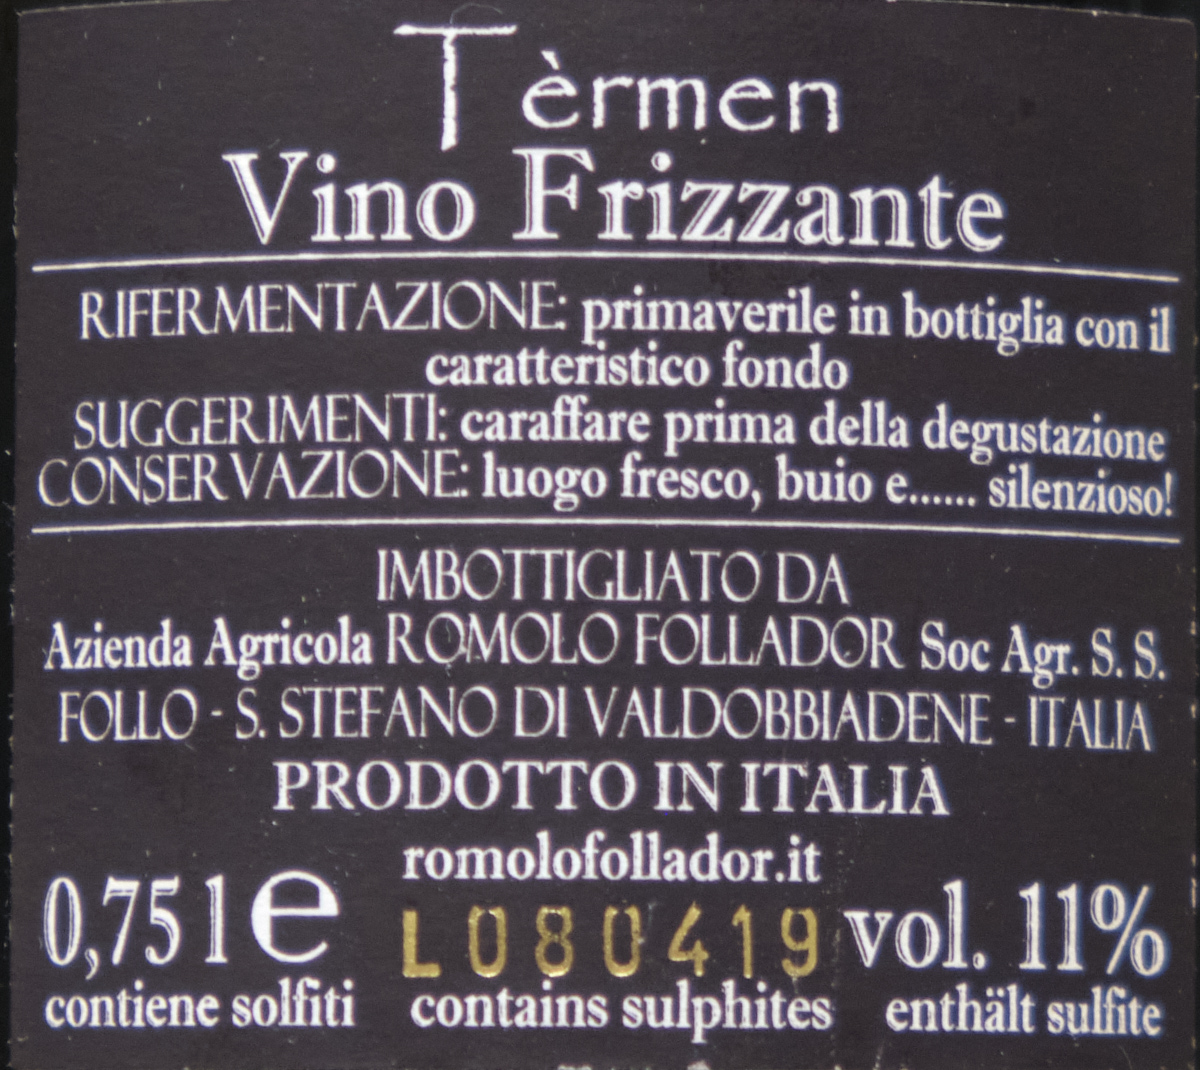 Tèrmen
Vino Frizzante
RIFERMENTAZIONE: primaverile in bottiglia con il
caratteristico fondo
SUGGERIMENTI: caraffare prima della degustazione
CONSERVAZIONE: luogo fresco, buio e...... silenzioso!
IMBOTTIGLIATO DA
Azienda Agricola ROMOLO FOLLADOR Soc Agr. S. S.
FOLLO - S. STEFANO DI VALDOBBIADENE - ITALIA
PRODOTTO IN ITALIA
romolofollador.it
0,75 l e L080419 vol. 11%
contiene solfiti contains sulphites enthält sulfite